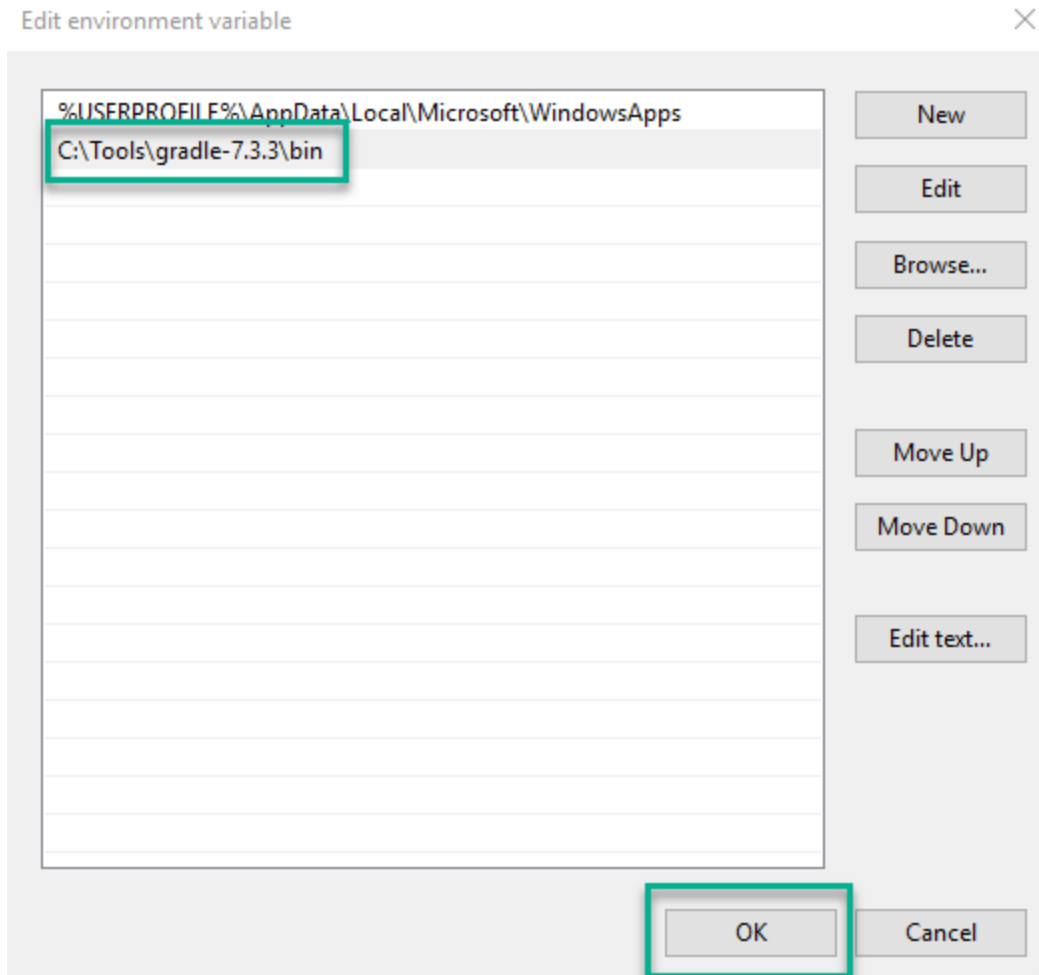 Edit environment variable
%USERPROFILE%\AppData\Local\Microsoft\WindowsApps
C:\Tools\gradle-7.3.3\bin
New
Edit
Browse...
Delete
Move Up
Move Down
Edit text...
OK
Cancel